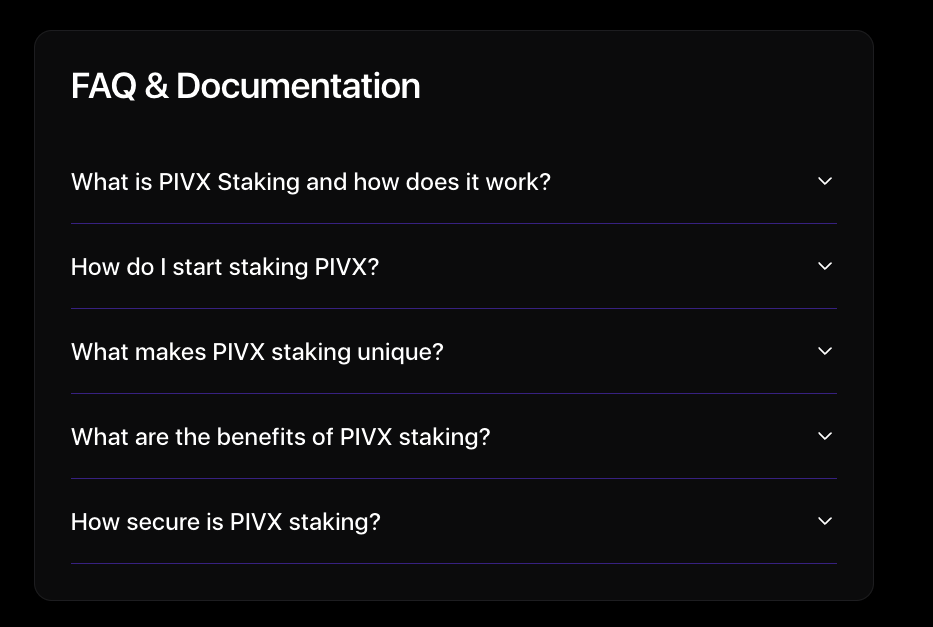 FAQ & Documentation
What is PIVX Staking and how does it work?
How do I start staking PIVX?
What makes PIVX staking unique?
What are the benefits of PIVX staking?
How secure is PIVX staking?